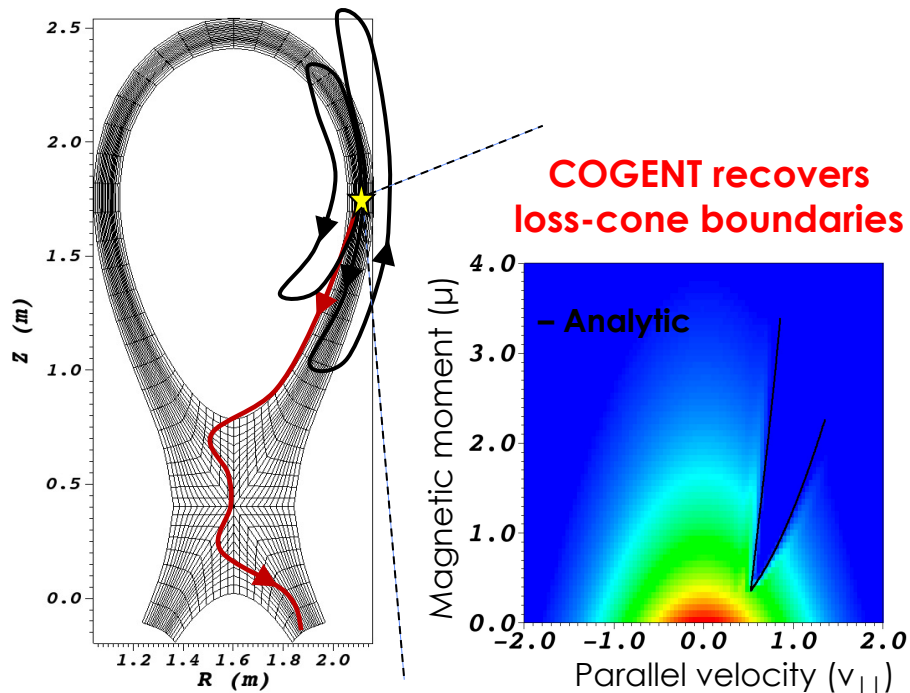 2.5
2.0
1.5
1.0
0.5
0.0
Z (m)
1.2 1.4 1.6 1.8 2.0
R (m)
COGENT recovers
loss-cone boundaries
– Analytic
4.0
3.0
2.0
1.0
0.0
Magnetic moment (μ)
−2.0 −1.0 0.0 1.0 2.0
Parallel velocity (v||)